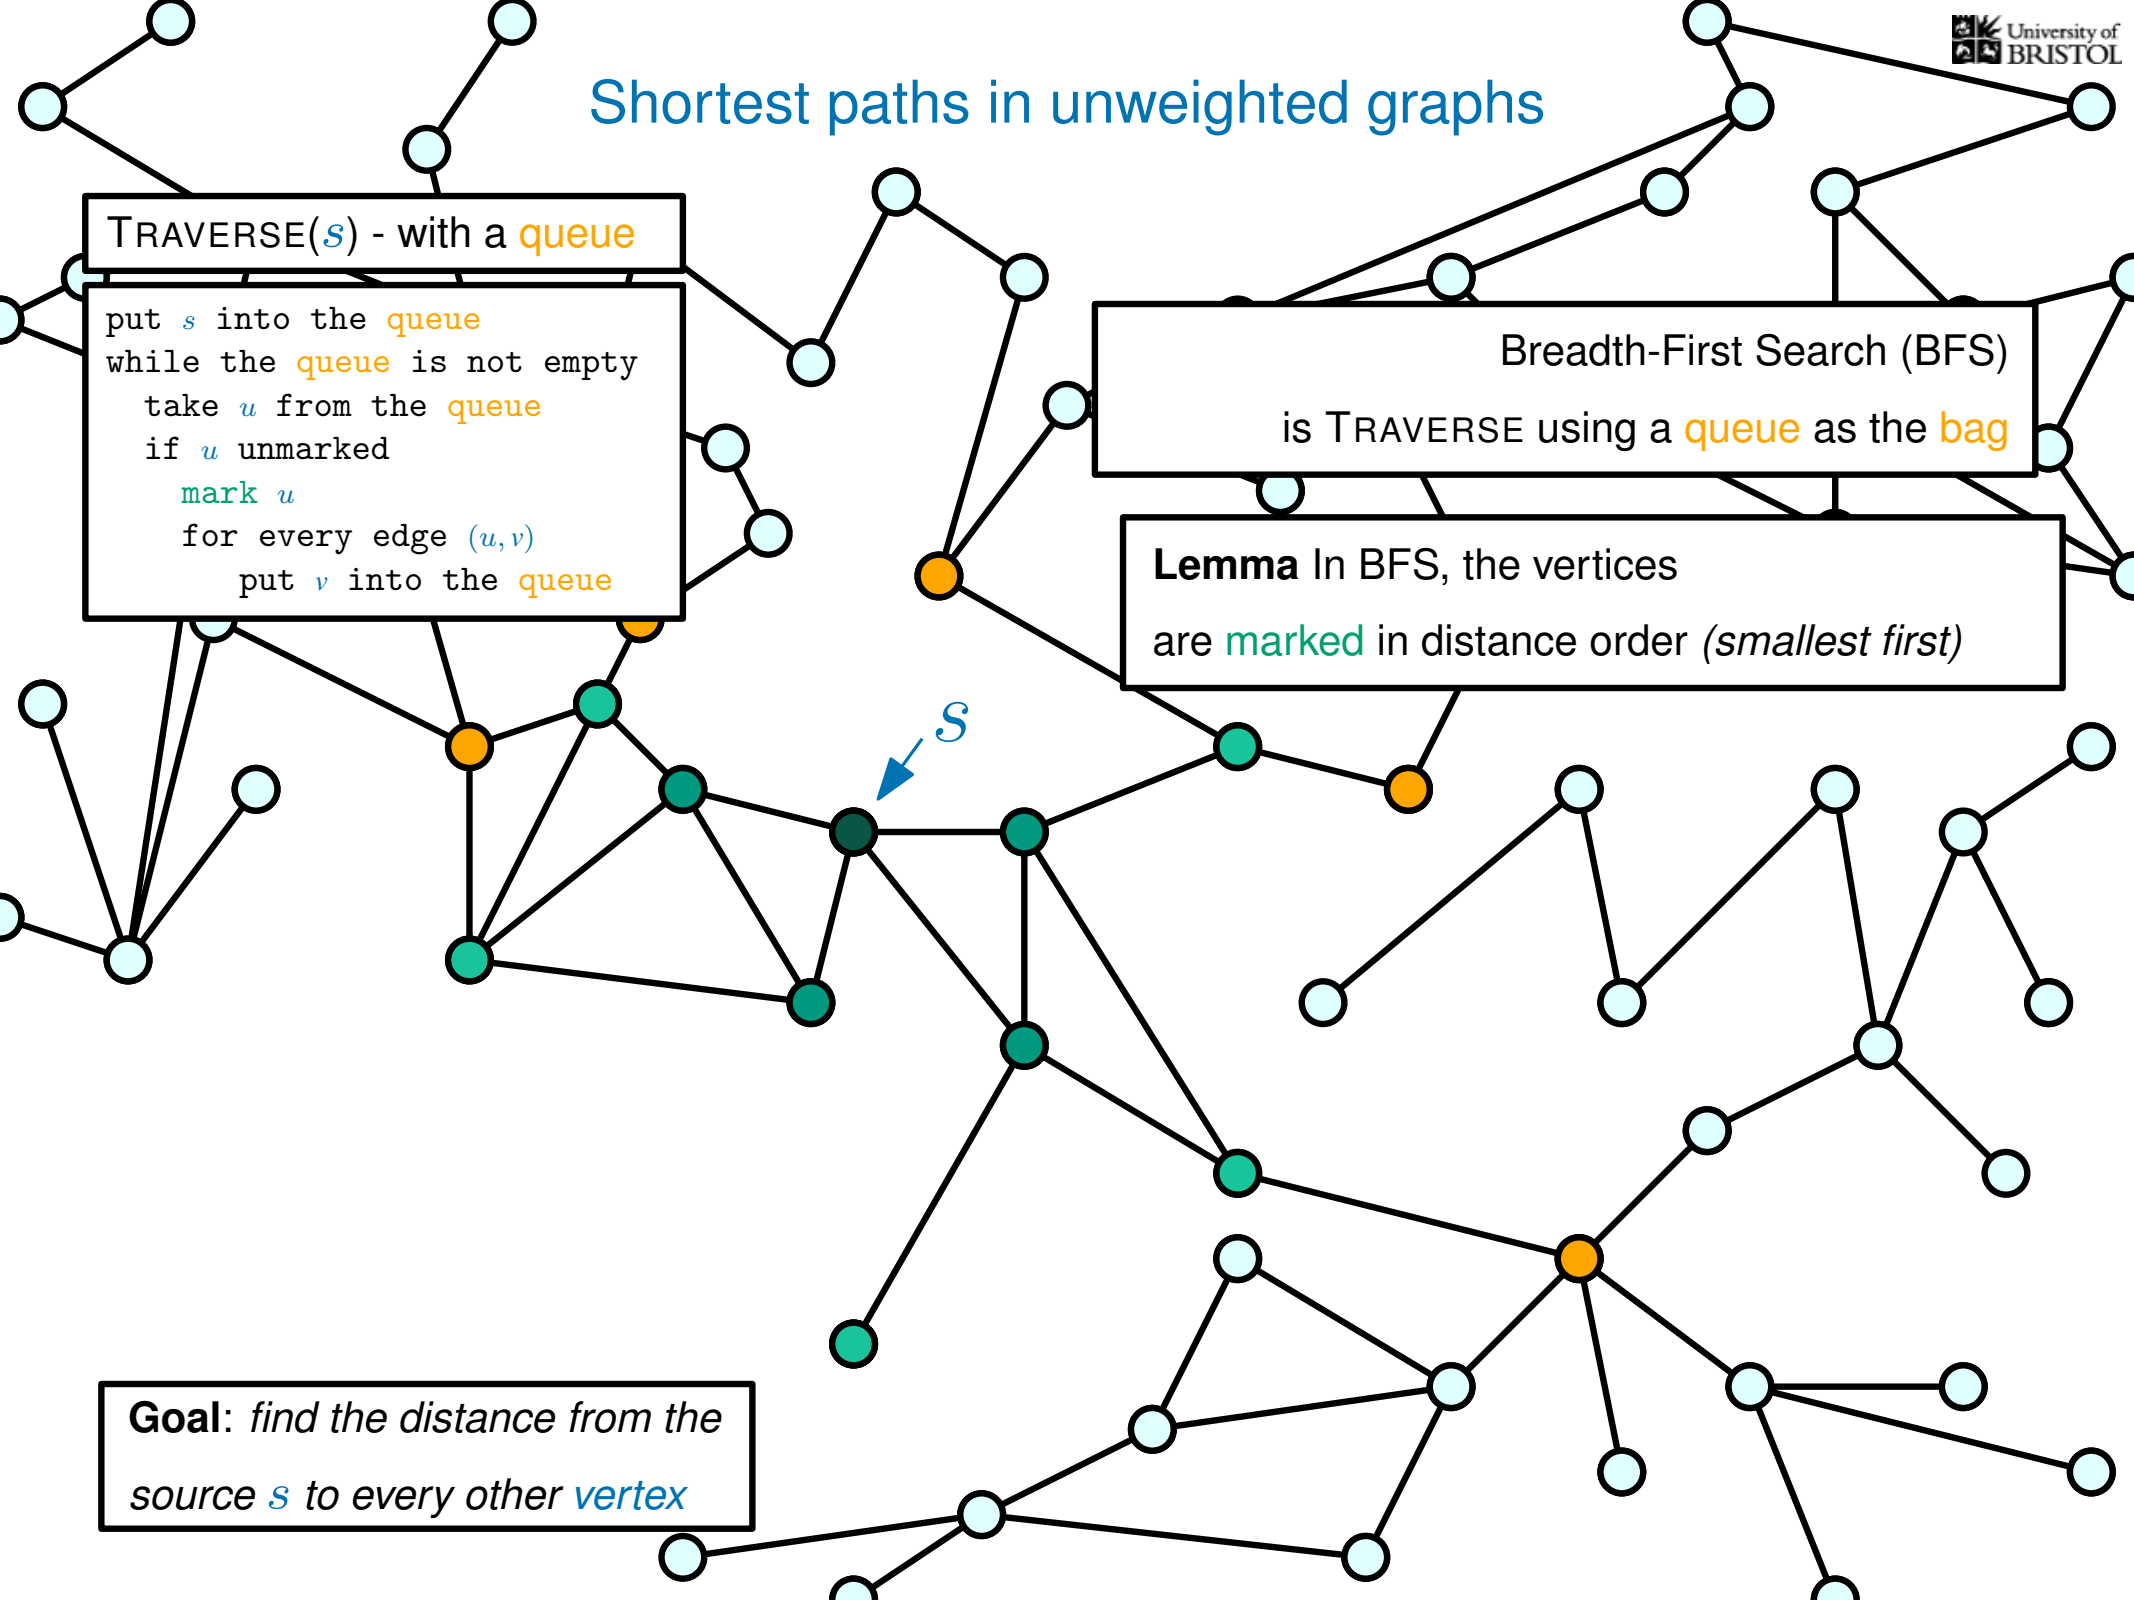 University of
BRISTOL
Shortest paths in unweighted graphs
TRAVERSE(s) - with a queue
put s into the queue
while the queue is not empty
take u from the queue
if u unmarked
mark u
for every edge (u, v)
put v into the queue
Breadth-First Search (BFS)
is TRAVERSE using a queue as the bag
Lemma In BFS, the vertices
are marked in distance order (smallest first)
s
Goal: find the distance from the
source s to every other vertex